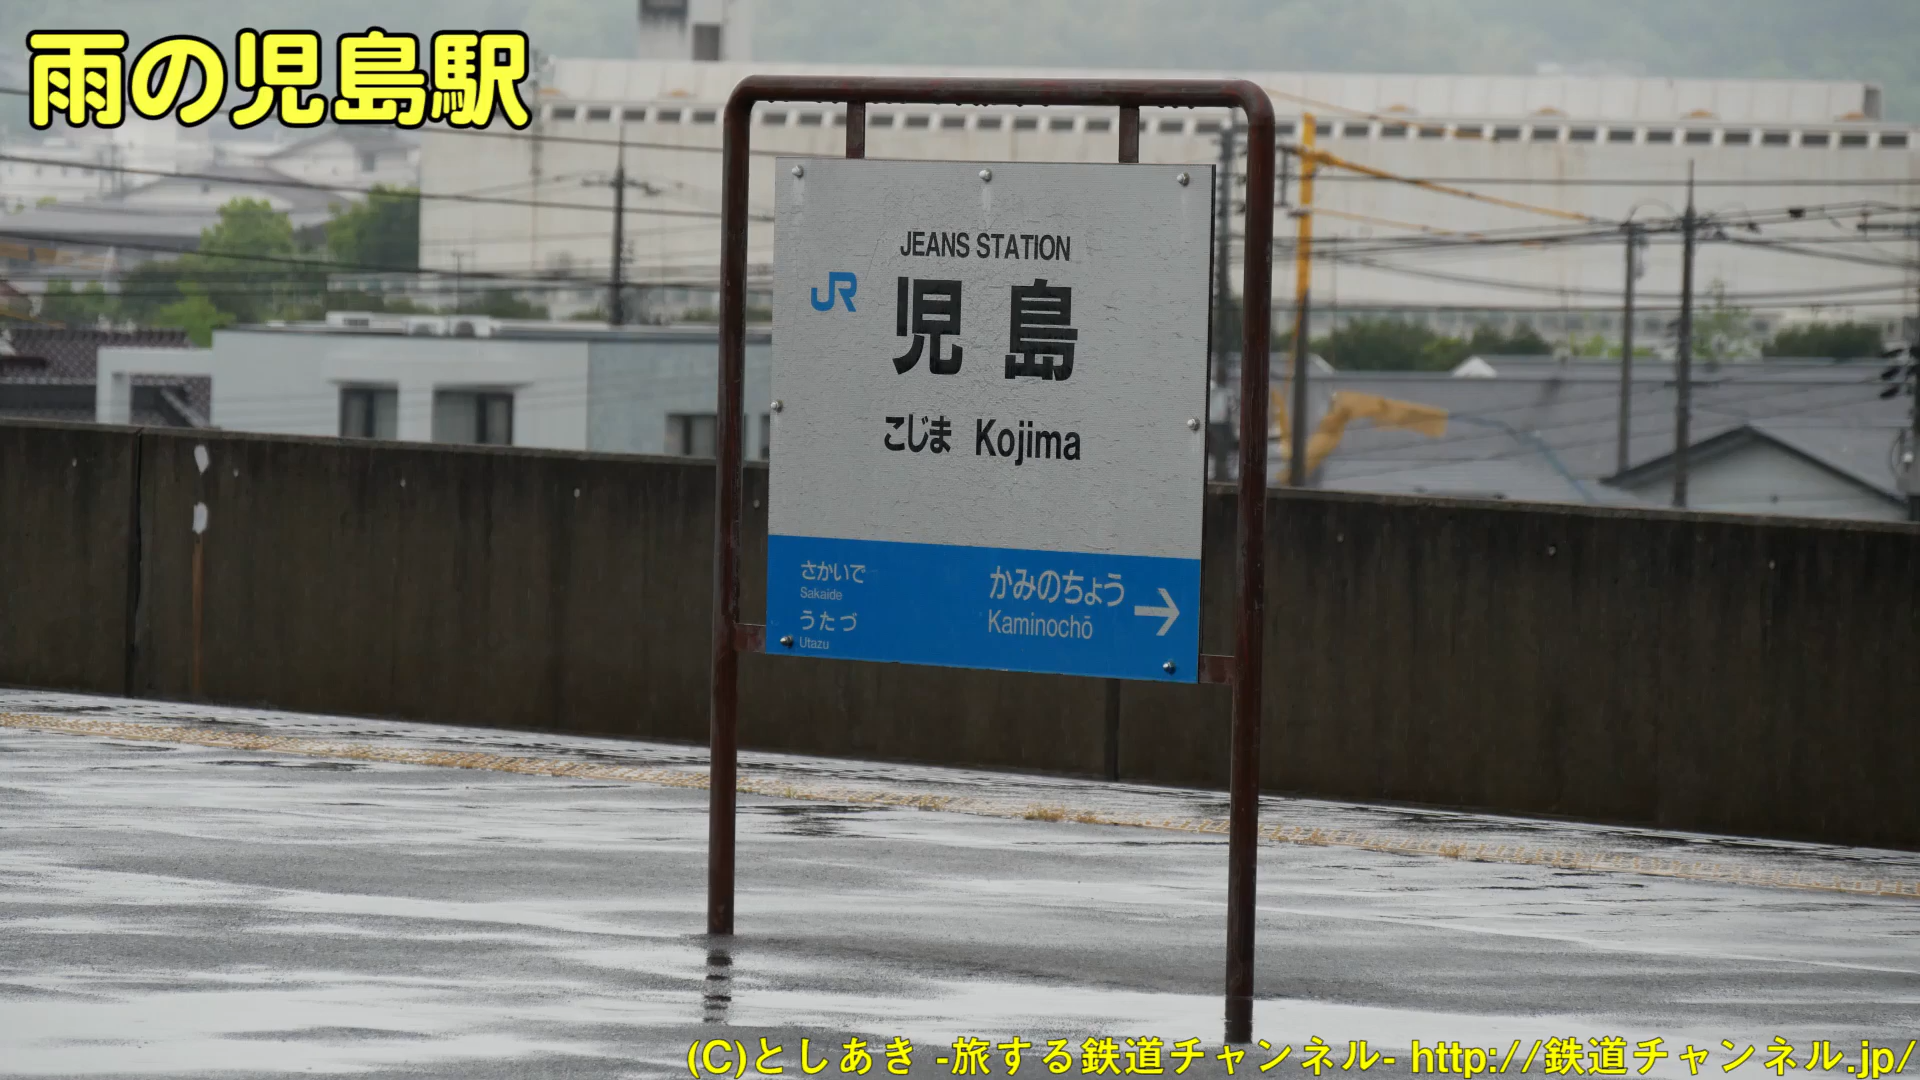 雨の児島駅
JEANS STATION
JR
児島
こじま Kojima
さかいで
Sakaide
うたづ
Utazu
かみのちょう
Kaminochō
→
(C)としあき -旅する鉄道チャンネル- http://鉄道チャンネル.jp/